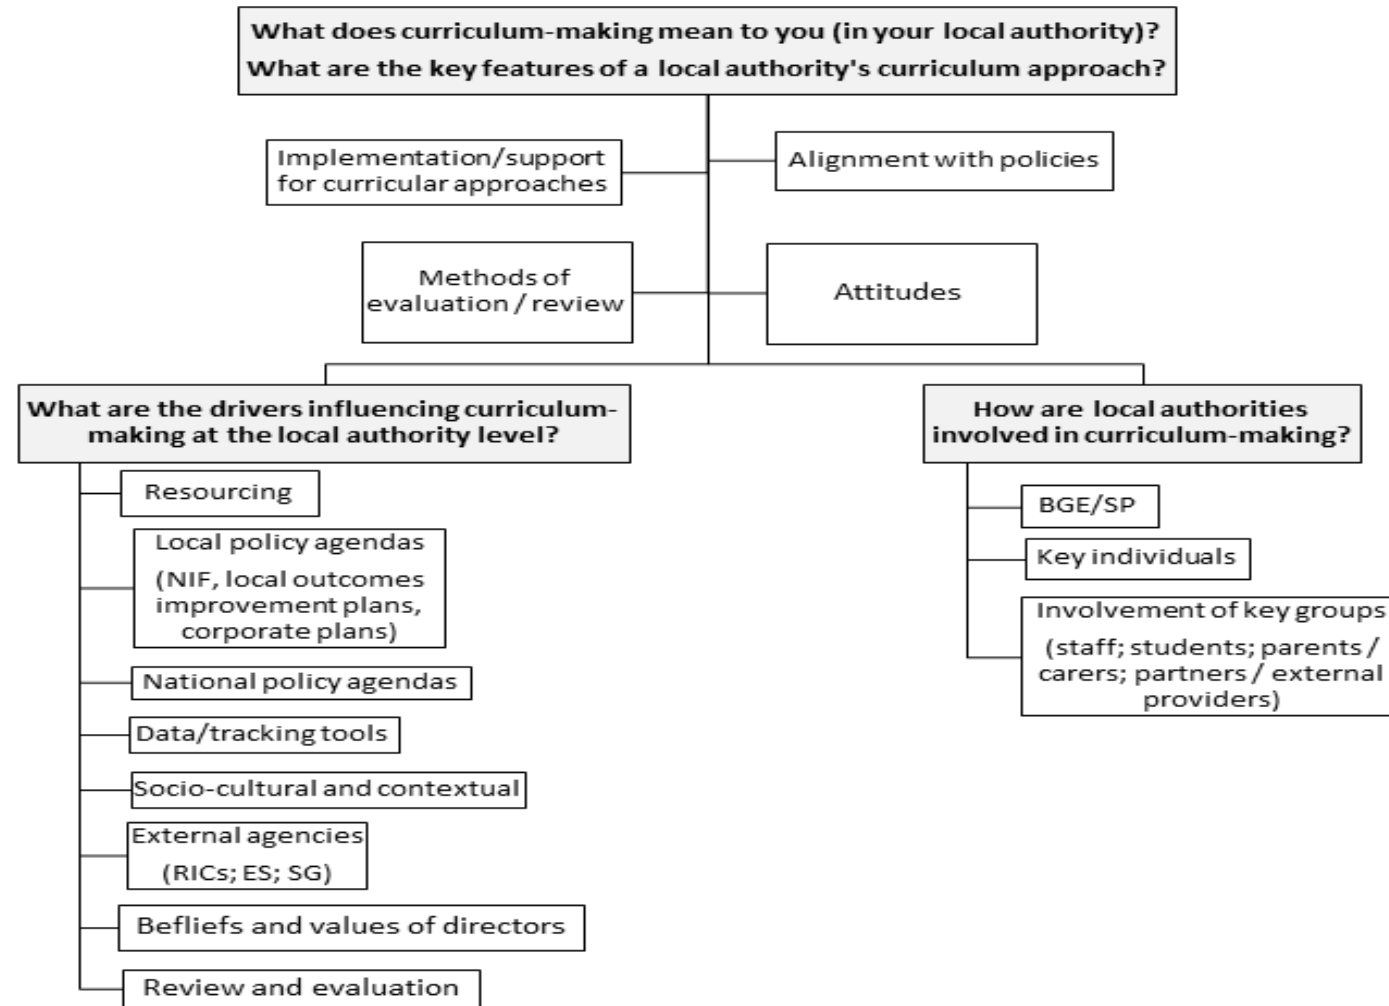 What does curriculum-making mean to you (in your local authority)?
What are the key features of a local authority's curriculum approach?
Implementation/support
for curricular approaches
Alignment with policies
Methods of
evaluation / review
Attitudes
What are the drivers influencing curriculum-
making at the local authority level?
Resourcing
Local policy agendas
(NIF, local outcomes
improvement plans,
corporate plans)
National policy agendas
Data/tracking tools
Socio-cultural and contextual
External agencies
(RICs; ES; SG)
Befliefs and values of directors
Review and evaluation
How are local authorities
involved in curriculum-making?
BGE/SP
Key individuals
Involvement of key groups
(staff; students; parents /
carers; partners / external
providers)